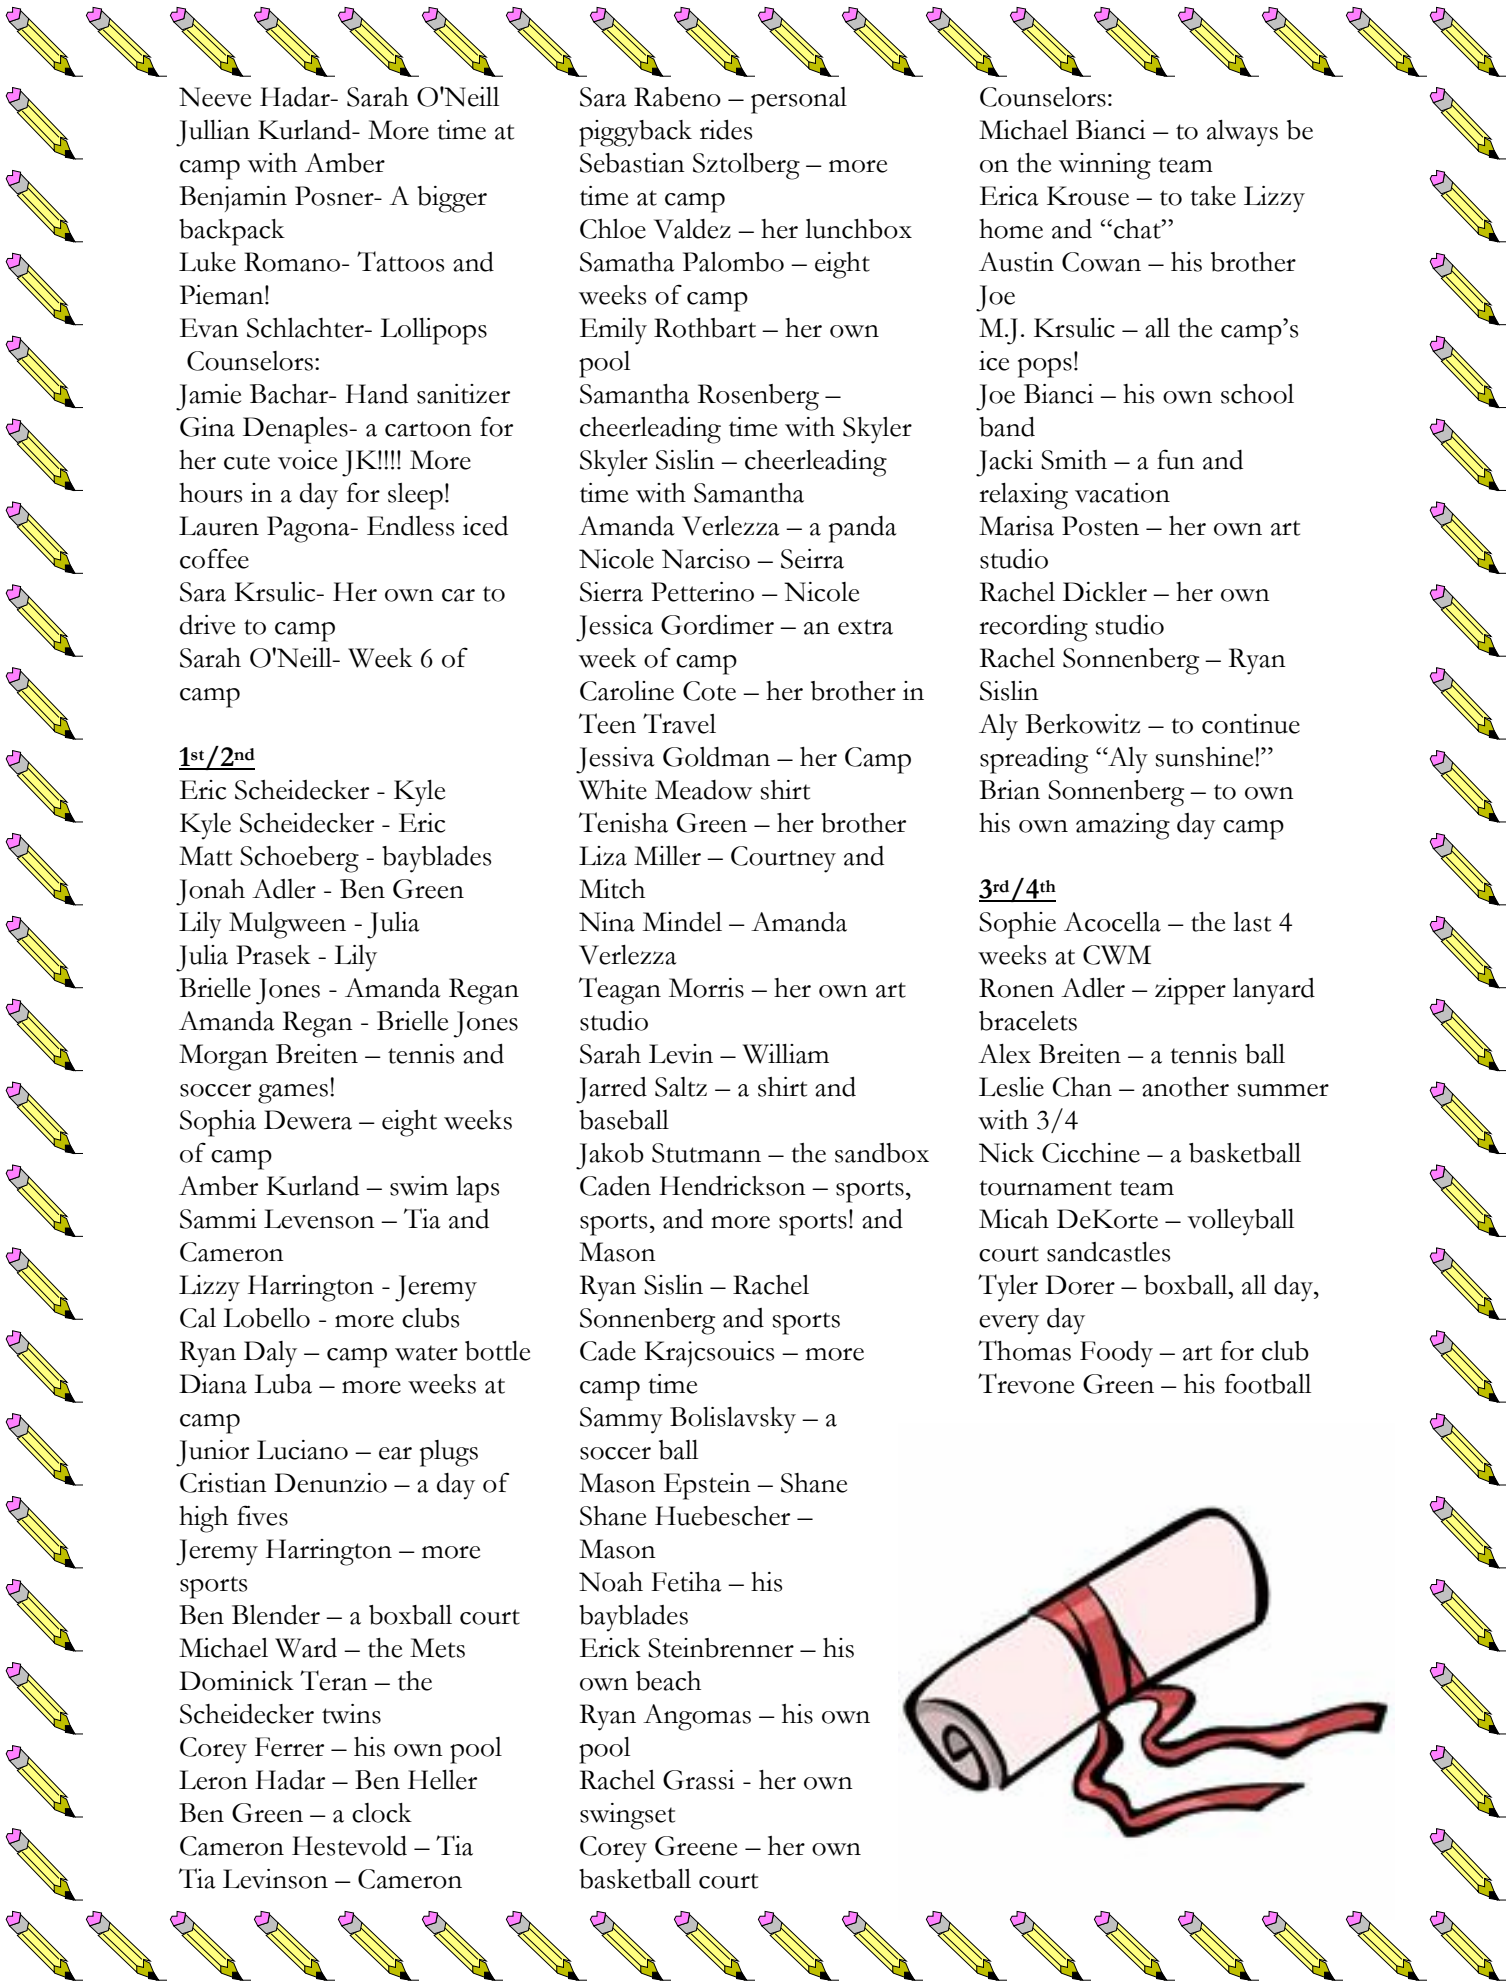 Neeve Hadar- Sarah O'Neill
Jullian Kurland- More time at
camp with Amber
Benjamin Posner- A bigger
backpack
Luke Romano- Tattoos and
Pieman!
Evan Schlachter- Lollipops
Counselors:
Jamie Bachar- Hand sanitizer
Gina Denaples- a cartoon for
her cute voice JK!!!! More
hours in a day for sleep!
Lauren Pagona- Endless iced
coffee
Sara Krsulic- Her own car to
drive to camp
Sarah O'Neill- Week 6 of
camp
1st/2nd
Eric Scheidecker - Kyle
Kyle Scheidecker - Eric
Matt Schoeberg - bayblades
Jonah Adler - Ben Green
Lily Mulgween - Julia
Julia Prasek - Lily
Brielle Jones - Amanda Regan
Amanda Regan - Brielle Jones
Morgan Breiten – tennis and
soccer games!
Sophia Dewera – eight weeks
of camp
Amber Kurland – swim laps
Sammi Levenson – Tia and
Cameron
Lizzy Harrington - Jeremy
Cal Lobello - more clubs
Ryan Daly – camp water bottle
Diana Luba – more weeks at
camp
Junior Luciano – ear plugs
Cristian Denunzio – a day of
high fives
Jeremy Harrington – more
sports
Ben Blender – a boxball court
Michael Ward – the Mets
Dominick Teran – the
Scheidecker twins
Corey Ferrer – his own pool
Leron Hadar – Ben Heller
Ben Green – a clock
Cameron Hestevold – Tia
Tia Levinson – Cameron
Sara Rabeno – personal
piggyback rides
Sebastian Sztolberg – more
time at camp
Chloe Valdez – her lunchbox
Samatha Palombo – eight
weeks of camp
Emily Rothbart – her own
pool
Samantha Rosenberg –
cheerleading time with Skyler
Skyler Sislin – cheerleading
time with Samantha
Amanda Verlezza – a panda
Nicole Narciso – Seirra
Sierra Petterino – Nicole
Jessica Gordimer – an extra
week of camp
Caroline Cote – her brother in
Teen Travel
Jessiva Goldman – her Camp
White Meadow shirt
Tenisha Green – her brother
Liza Miller – Courtney and
Mitch
Nina Mindel – Amanda
Verlezza
Teagan Morris – her own art
studio
Sarah Levin – William
Jarred Saltz – a shirt and
baseball
Jakob Stutmann – the sandbox
Caden Hendrickson – sports,
sports, and more sports! and
Mason
Ryan Sislin – Rachel
Sonnenberg and sports
Cade Krajcsouics – more
camp time
Sammy Bolislavsky – a
soccer ball
Mason Epstein – Shane
Shane Huebescher –
Mason
Noah Fetiha – his
bayblades
Erick Steinbrenner – his
own beach
Ryan Angomas – his own
pool
Rachel Grassi - her own
swingset
Corey Greene – her own
basketball court
Counselors:
Michael Bianci – to always be
on the winning team
Erica Krouse – to take Lizzy
home and “chat”
Austin Cowan – his brother
Joe
M.J. Krsulic – all the camp’s
ice pops!
Joe Bianci – his own school
band
Jacki Smith – a fun and
relaxing vacation
Marisa Posten – her own art
studio
Rachel Dickler – her own
recording studio
Rachel Sonnenberg – Ryan
Sislin
Aly Berkowitz – to continue
spreading “Aly sunshine!”
Brian Sonnenberg – to own
his own amazing day camp
3rd/4th
Sophie Acocella – the last 4
weeks at CWM
Ronen Adler – zipper lanyard
bracelets
Alex Breiten – a tennis ball
Leslie Chan – another summer
with 3/4
Nick Cicchine – a basketball
tournament team
Micah DeKorte – volleyball
court sandcastles
Tyler Dorer – boxball, all day,
every day
Thomas Foody – art for club
Trevone Green – his football